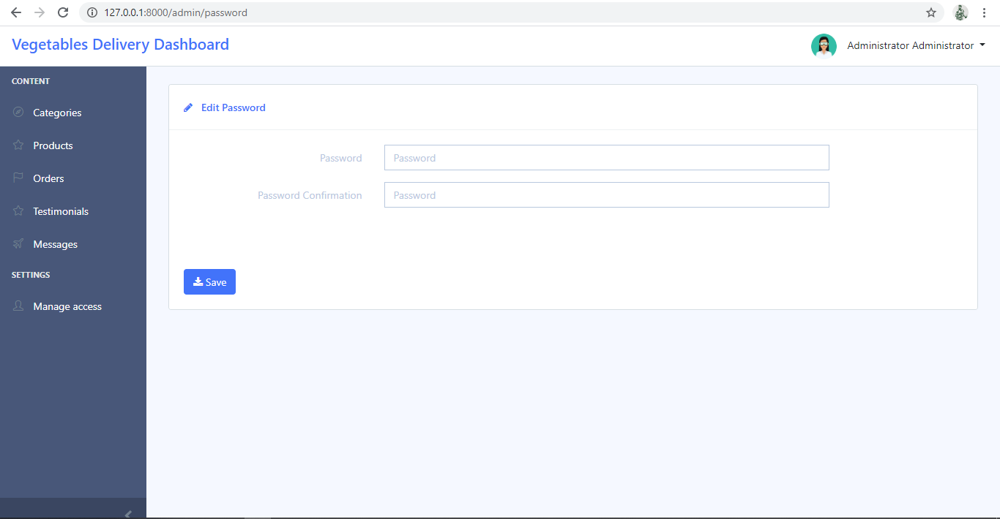 127.0.0.1:8000/admin/password
Vegetables Delivery Dashboard
Administrator Administrator
CONTENT
Categories
Products
Orders
Testimonials
Messages
SETTINGS
Manage access
Edit Password
Password Password
Password Confirmation Password
Save